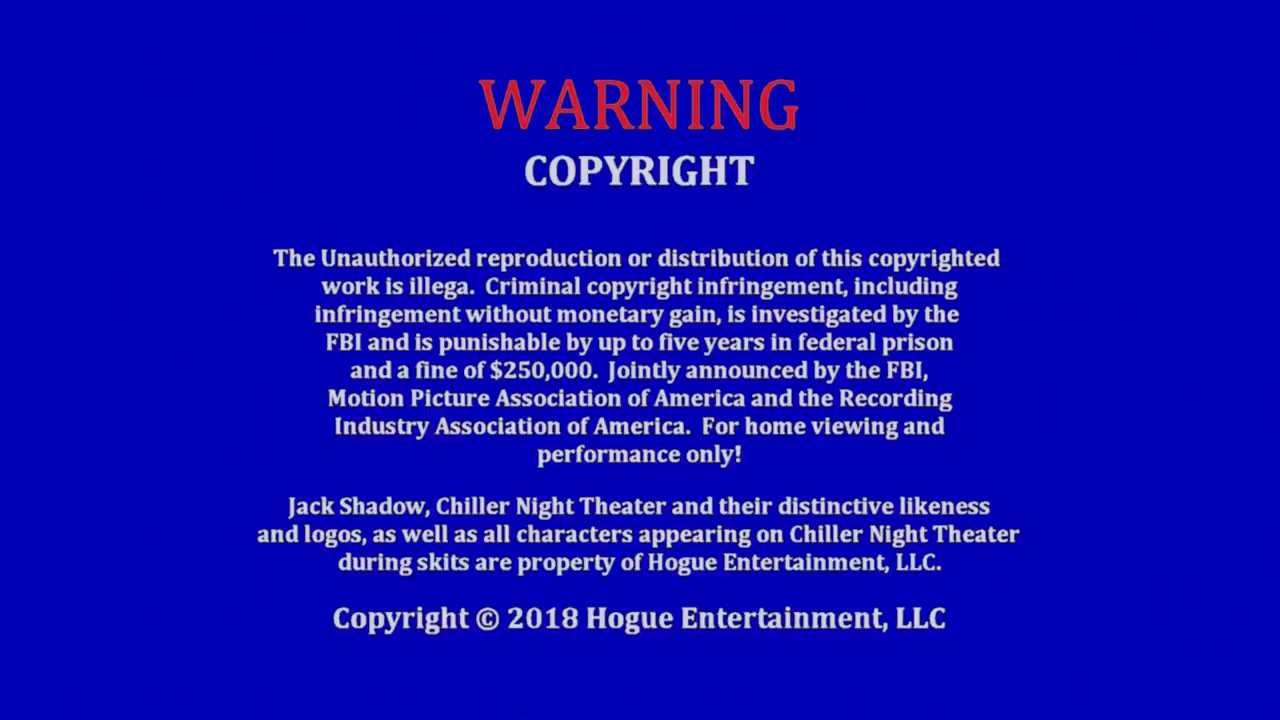 WARNING
COPYRIGHT
The Unauthorized reproduction or distribution of this copyrighted
work is illega.  Criminal copyright infringement, including
infringement without monetary gain, is investigated by the
FBI and is punishable by up to five years in federal prison
and a fine of $250,000.  Jointly announced by the FBI,
Motion Picture Association of America and the Recording
Industry Association of America.  For home viewing and
performance only!
Jack Shadow, Chiller Night Theater and their distinctive likeness
and logos, as well as all characters appearing on Chiller Night Theater
during skits are property of Hogue Entertainment, LLC.
Copyright © 2018 Hogue Entertainment, LLC